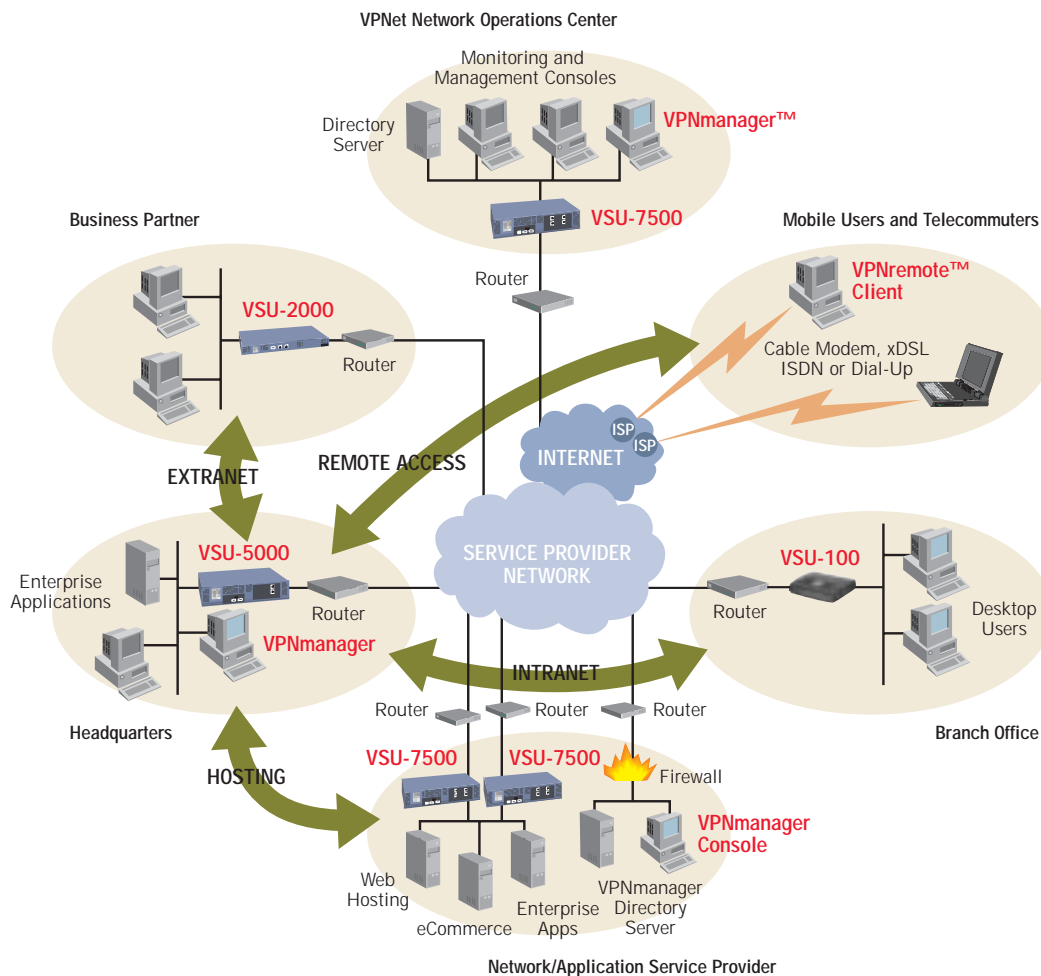 VPNet Network Operations Center
Monitoring and
Management Consoles
Directory
Server
VPNmanager™
VSU-7500
Router
Business Partner
VSU-2000
Router
Mobile Users and Telecommuters
VPNremote™
Client
Cable Modem, xDSL
ISDN or Dial-Up
ISP
ISP
INTERNET
REMOTE ACCESS
EXTRANET
SERVICE PROVIDER
NETWORK
VSU-5000
Enterprise
Applications
Router
VPNmanager
Headquarters
VSU-100
Router
Desktop
Users
Branch Office
INTRANET
HOSTING
Router
Router
Router
VSU-7500
VSU-7500
Firewall
VPNmanager
Console
Web
Hosting
eCommerce
Enterprise
Apps
VPNmanager
Directory
Server
Network/Application Service Provider